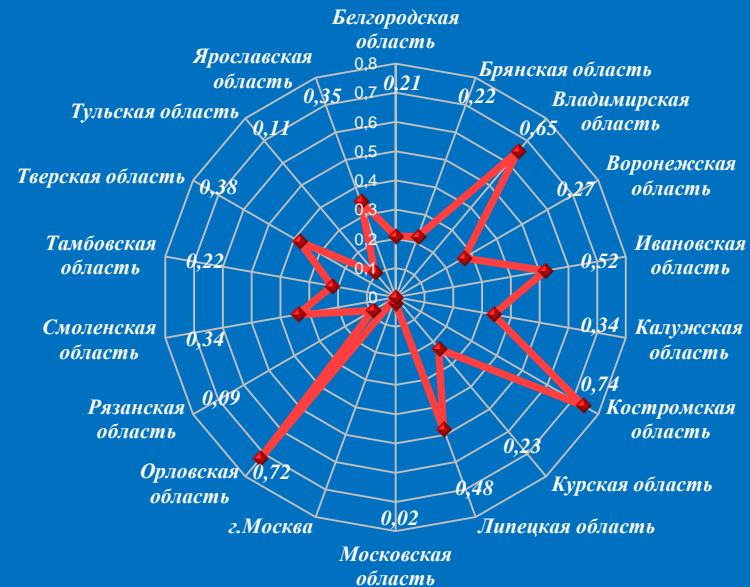 Белгородская
область
0,21
Брянская область
0,22
Владимирская
область
0,65
Воронежская
область
0,27
Ивановская
область
0,52
Калужская
область
0,34
Костромская
область
0,74
Курская область
0,23
Липецкая область
0,48
Московская
область
0,02
г.Москва
Орловская
область
0,72
Рязанская
область
0,09
Смоленская
область
0,34
Тамбовская
область
0,22
Тверская область
0,38
Тульская область
0,11
Ярославская
область
0,35
0,8
0,7
0,6
0,5
0,4
0,3
0,2
0,1
0